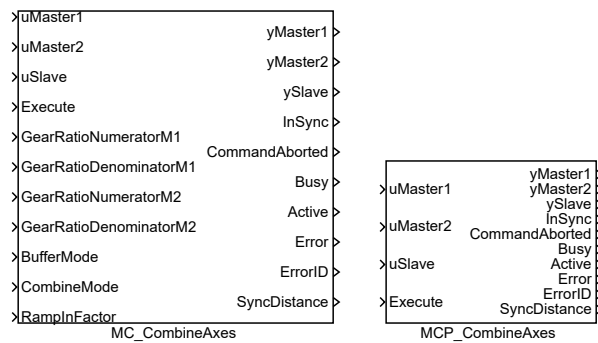 uMaster1
uMaster2
uSlave
Execute
GearRatioNumeratorM1
GearRatioDenominatorM1
GearRatioNumeratorM2
GearRatioDenominatorM2
BufferMode
CombineMode
RampInFactor
yMaster1
yMaster2
ySlave
InSync
CommandAborted
Busy
Active
Error
ErrorID
SyncDistance
MC_CombineAxes
uMaster1
uMaster2
uSlave
Execute
yMaster1
yMaster2
ySlave
InSync
CommandAborted
Busy
Active
Error
ErrorID
SyncDistance
MCP_CombineAxes